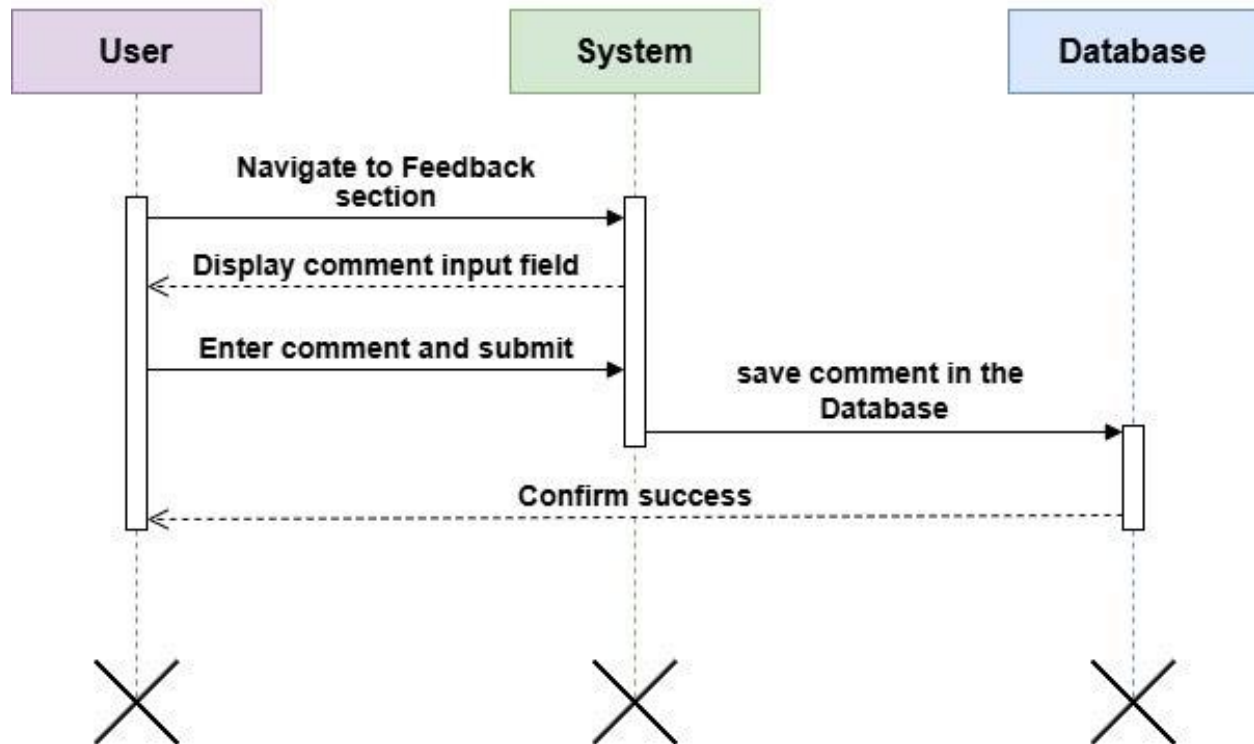 User
System
Database
Navigate to Feedback
section
Display comment input field
Enter comment and submit
save comment in the
Database
Confirm success